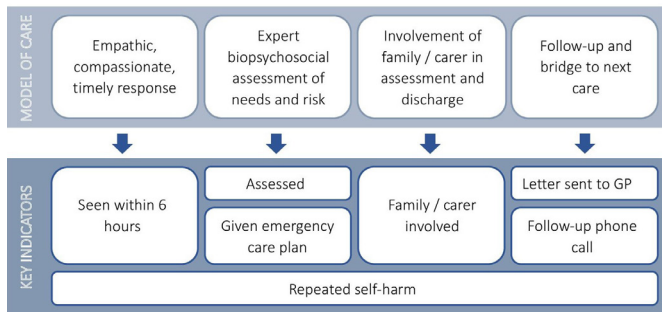 MODEL OF CARE
Empathic,
compassionate,
timely response
Expert
biopsychosocial
assessment of
needs and risk
Involvement of
family / carer in
assessment and
discharge
Follow-up and
bridge to next
care
KEY INDICATORS
Seen within 6
hours
Assessed
Given emergency
care plan
Family / carer
involved
Letter sent to GP
Follow-up phone
call
Repeated self-harm